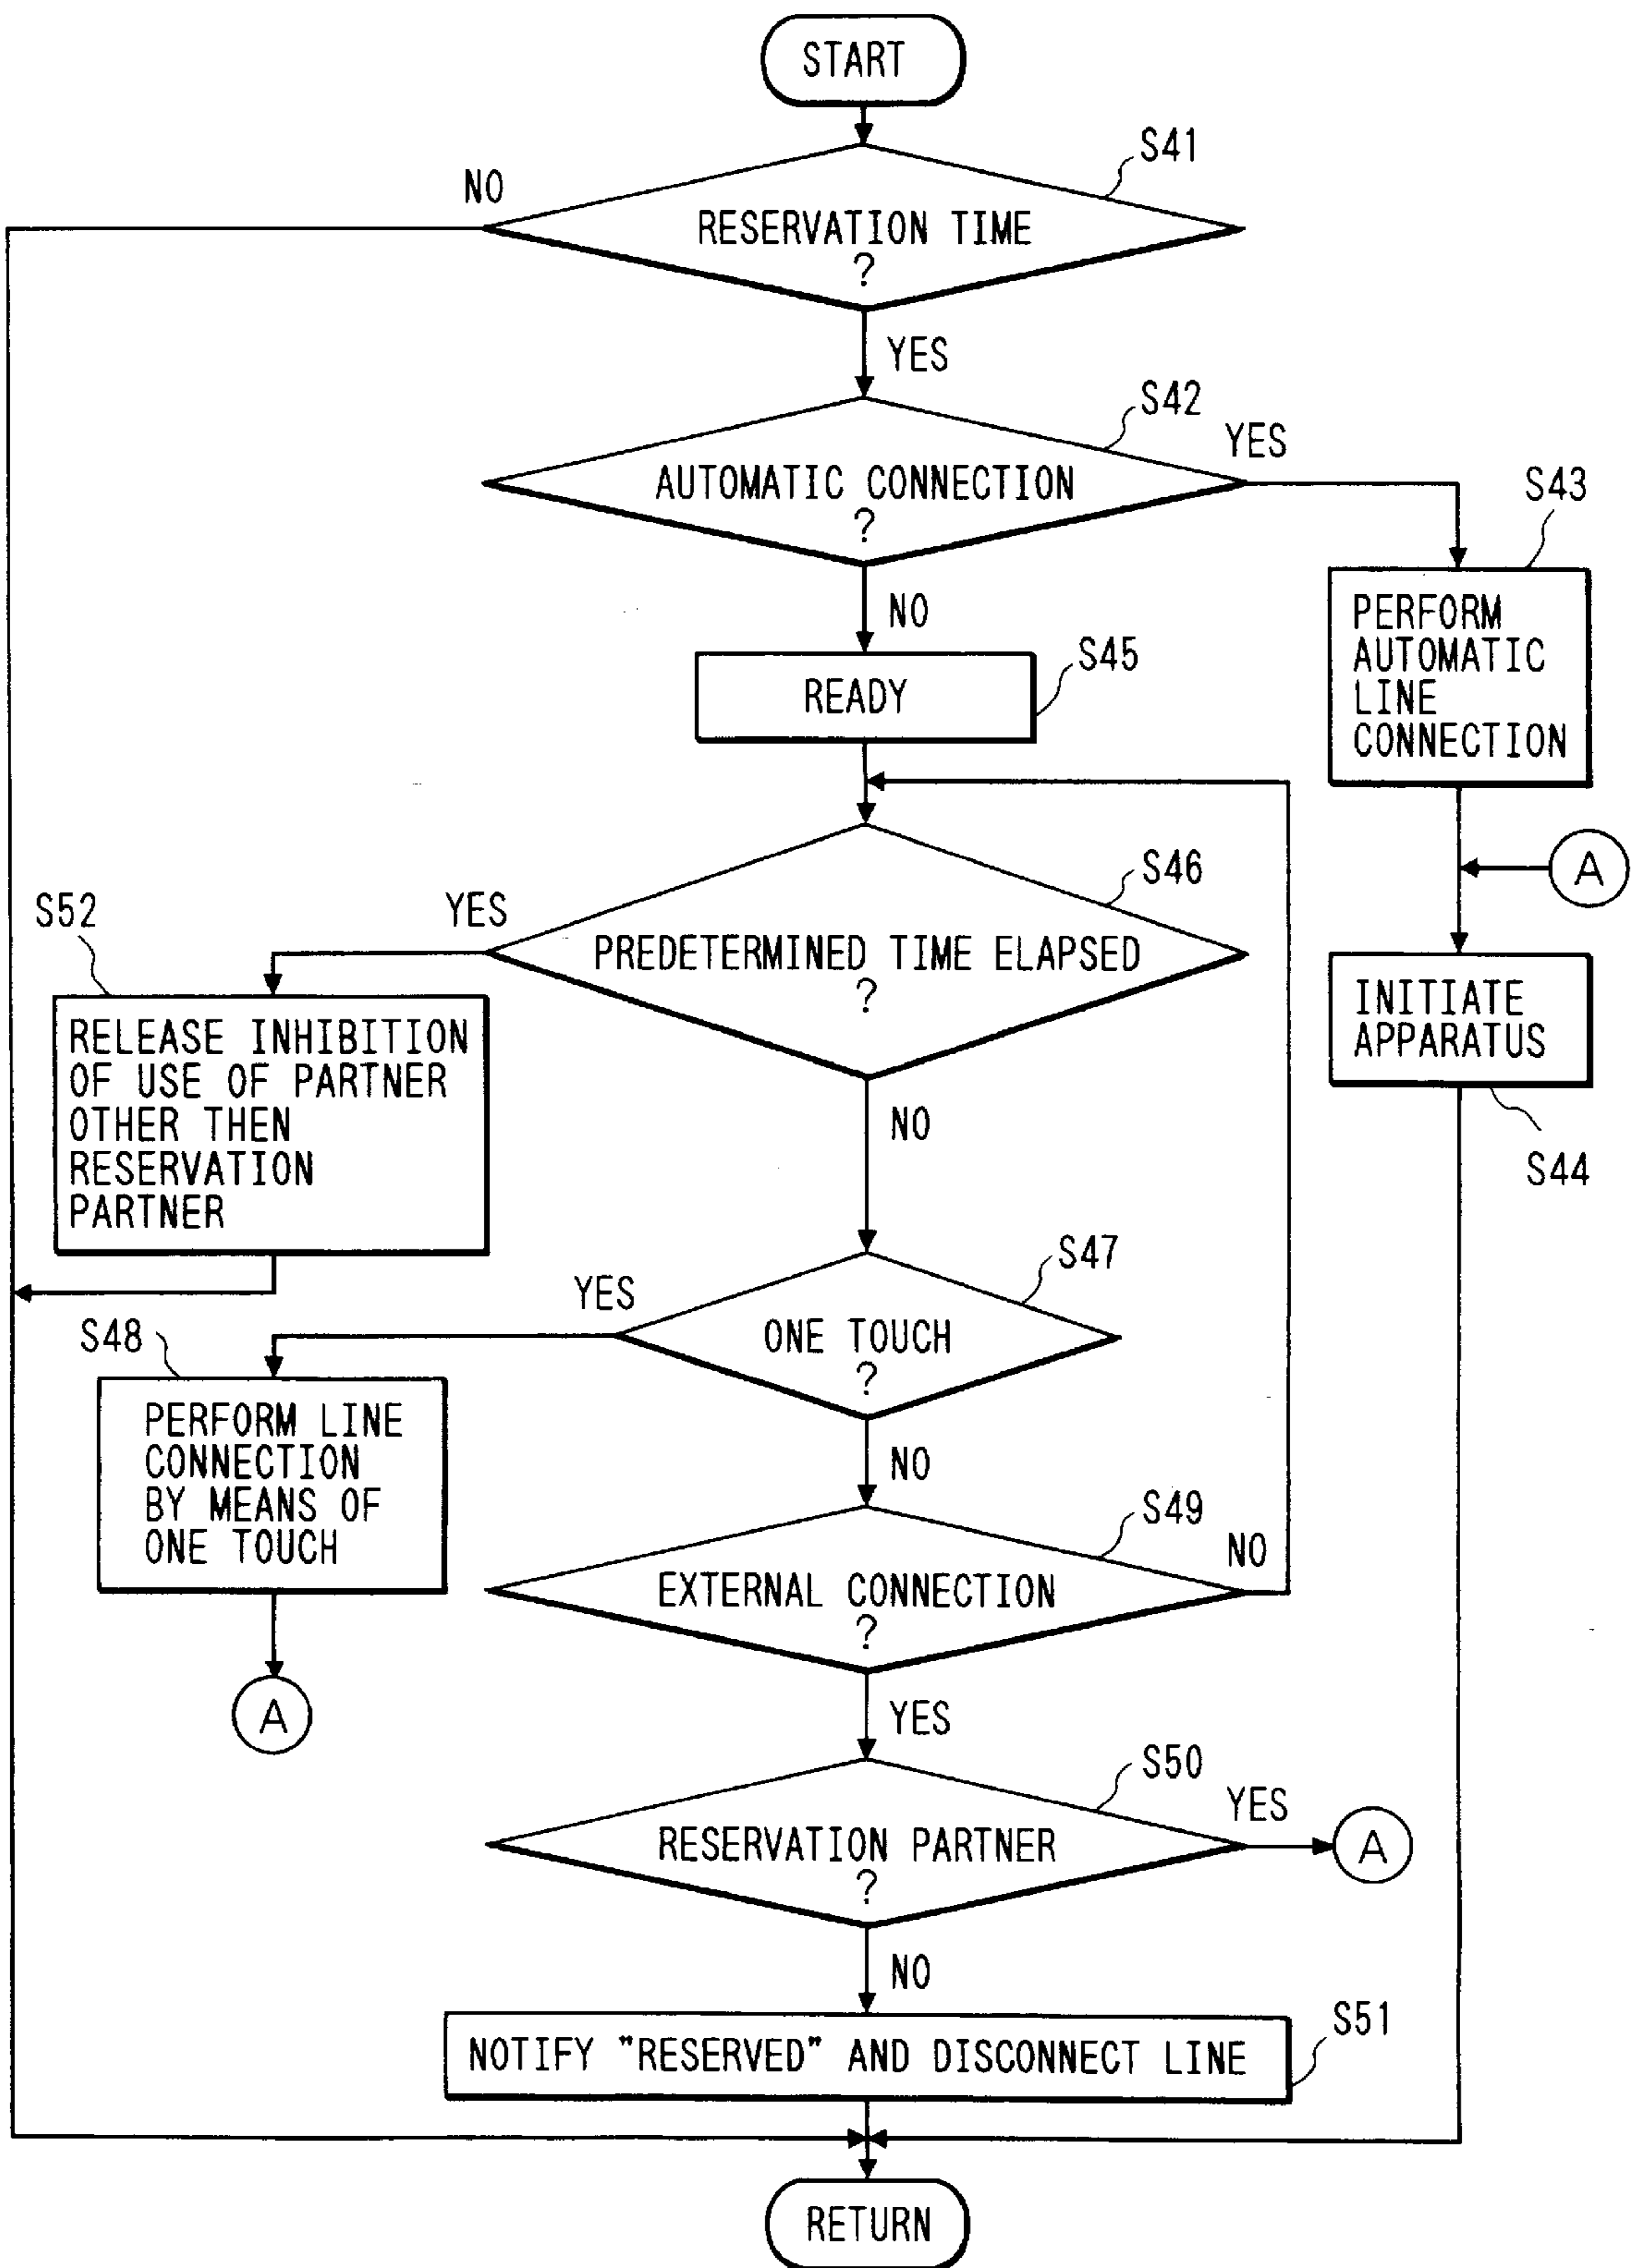 START
S41
NO
RESERVATION TIME
?
YES
S42
YES
AUTOMATIC CONNECTION
?
S43
NO
PERFORM
AUTOMATIC
LINE
CONNECTION
S45
READY
A
S46
YES
S52
PREDETERMINED TIME ELAPSED
?
INITIATE
APPARATUS
S44
RELEASE INHIBITION
OF USE OF PARTNER
OTHER THEN
RESERVATION
PARTNER
NO
S47
YES
ONE TOUCH
?
S48
PERFORM LINE
CONNECTION
BY MEANS OF
ONE TOUCH
A
NO
S49
NO
EXTERNAL CONNECTION
?
YES
S50
YES
RESERVATION PARTNER
?
A
NO
S51
NOTIFY "RESERVED" AND DISCONNECT LINE
RETURN